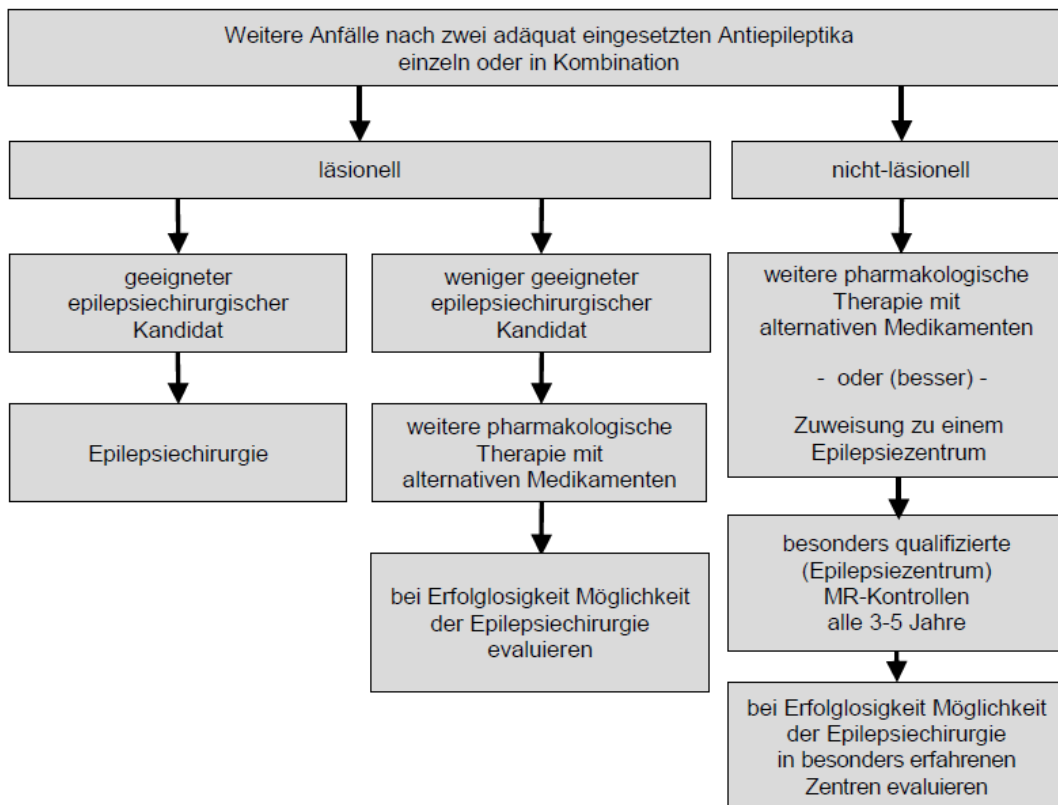 Weitere Anfälle nach zwei adäquat eingesetzten Antiepileptika
einzeln oder in Kombination
läsionell
nicht-läsionell
geeigneter
epilepsiechirurgischer
Kandidat
weniger geeigneter
epilepsiechirurgischer
Kandidat
weitere pharmakologische
Therapie mit
alternativen Medikamenten
- oder (besser) -
Zuweisung zu einem
Epilepsiezentrum
Epilepsiechirurgie
weitere pharmakologische
Therapie mit
alternativen Medikamenten
besonders qualifizierte
(Epilepsiezentrum)
MR-Kontrollen
alle 3-5 Jahre
bei Erfolglosigkeit Möglichkeit
der Epilepsiechirurgie
evaluieren
bei Erfolglosigkeit Möglichkeit
der Epilepsiechirurgie
in besonders erfahrenen
Zentren evaluieren